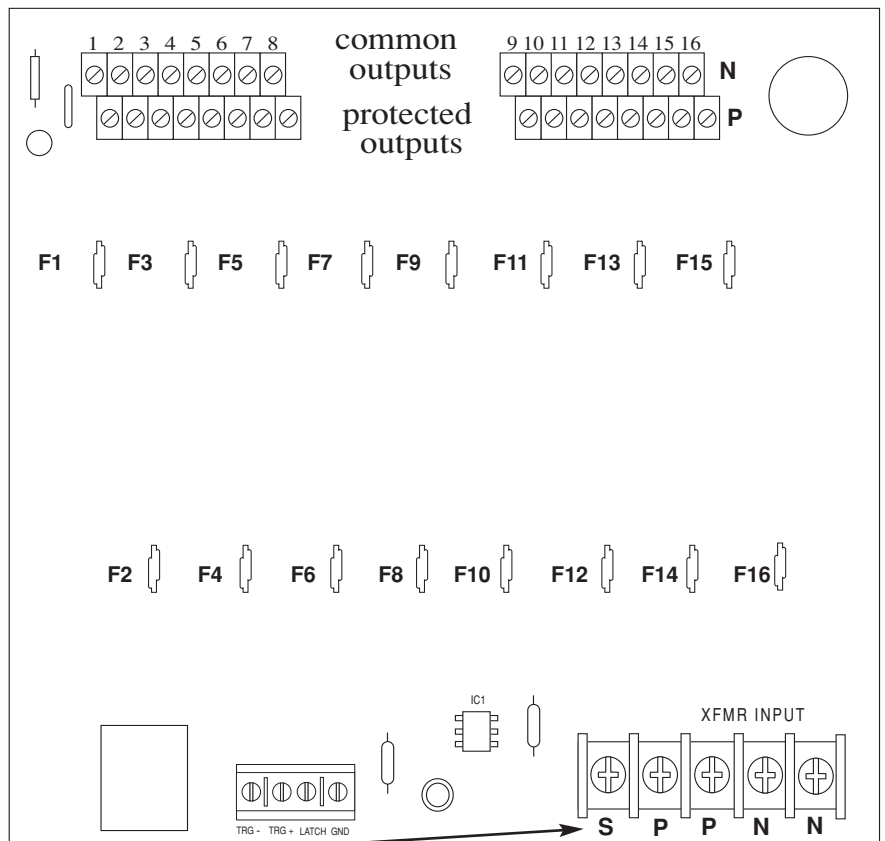 1 2 3 4 5 6 7 8
common
outputs
9 10 11 12 13 14 15 16
N
protected
outputs
P
F1 F3 F5 F7 F9 F11 F13 F15
F2 F4 F6 F8 F10 F12 F14 F16
IC1
XFMR INPUT
TRG - TRG + LATCH GND
S P P N N